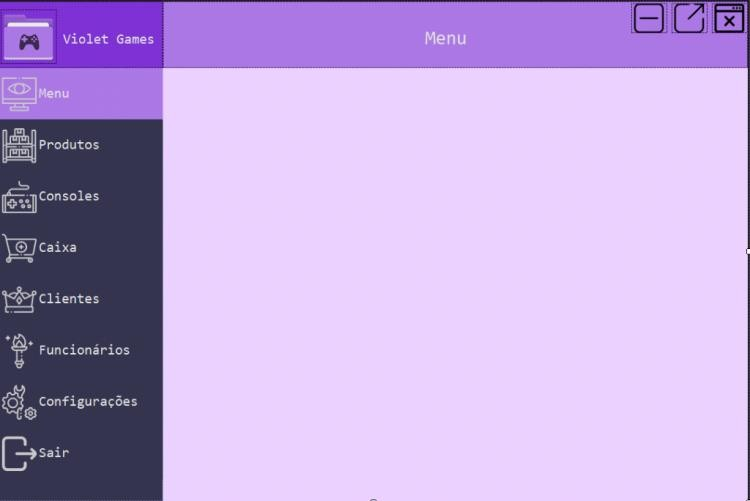 Violet Games
Menu
Menu
Produtos
Consoles
Caixa
Clientes
Funcionários
Configurações
Sair